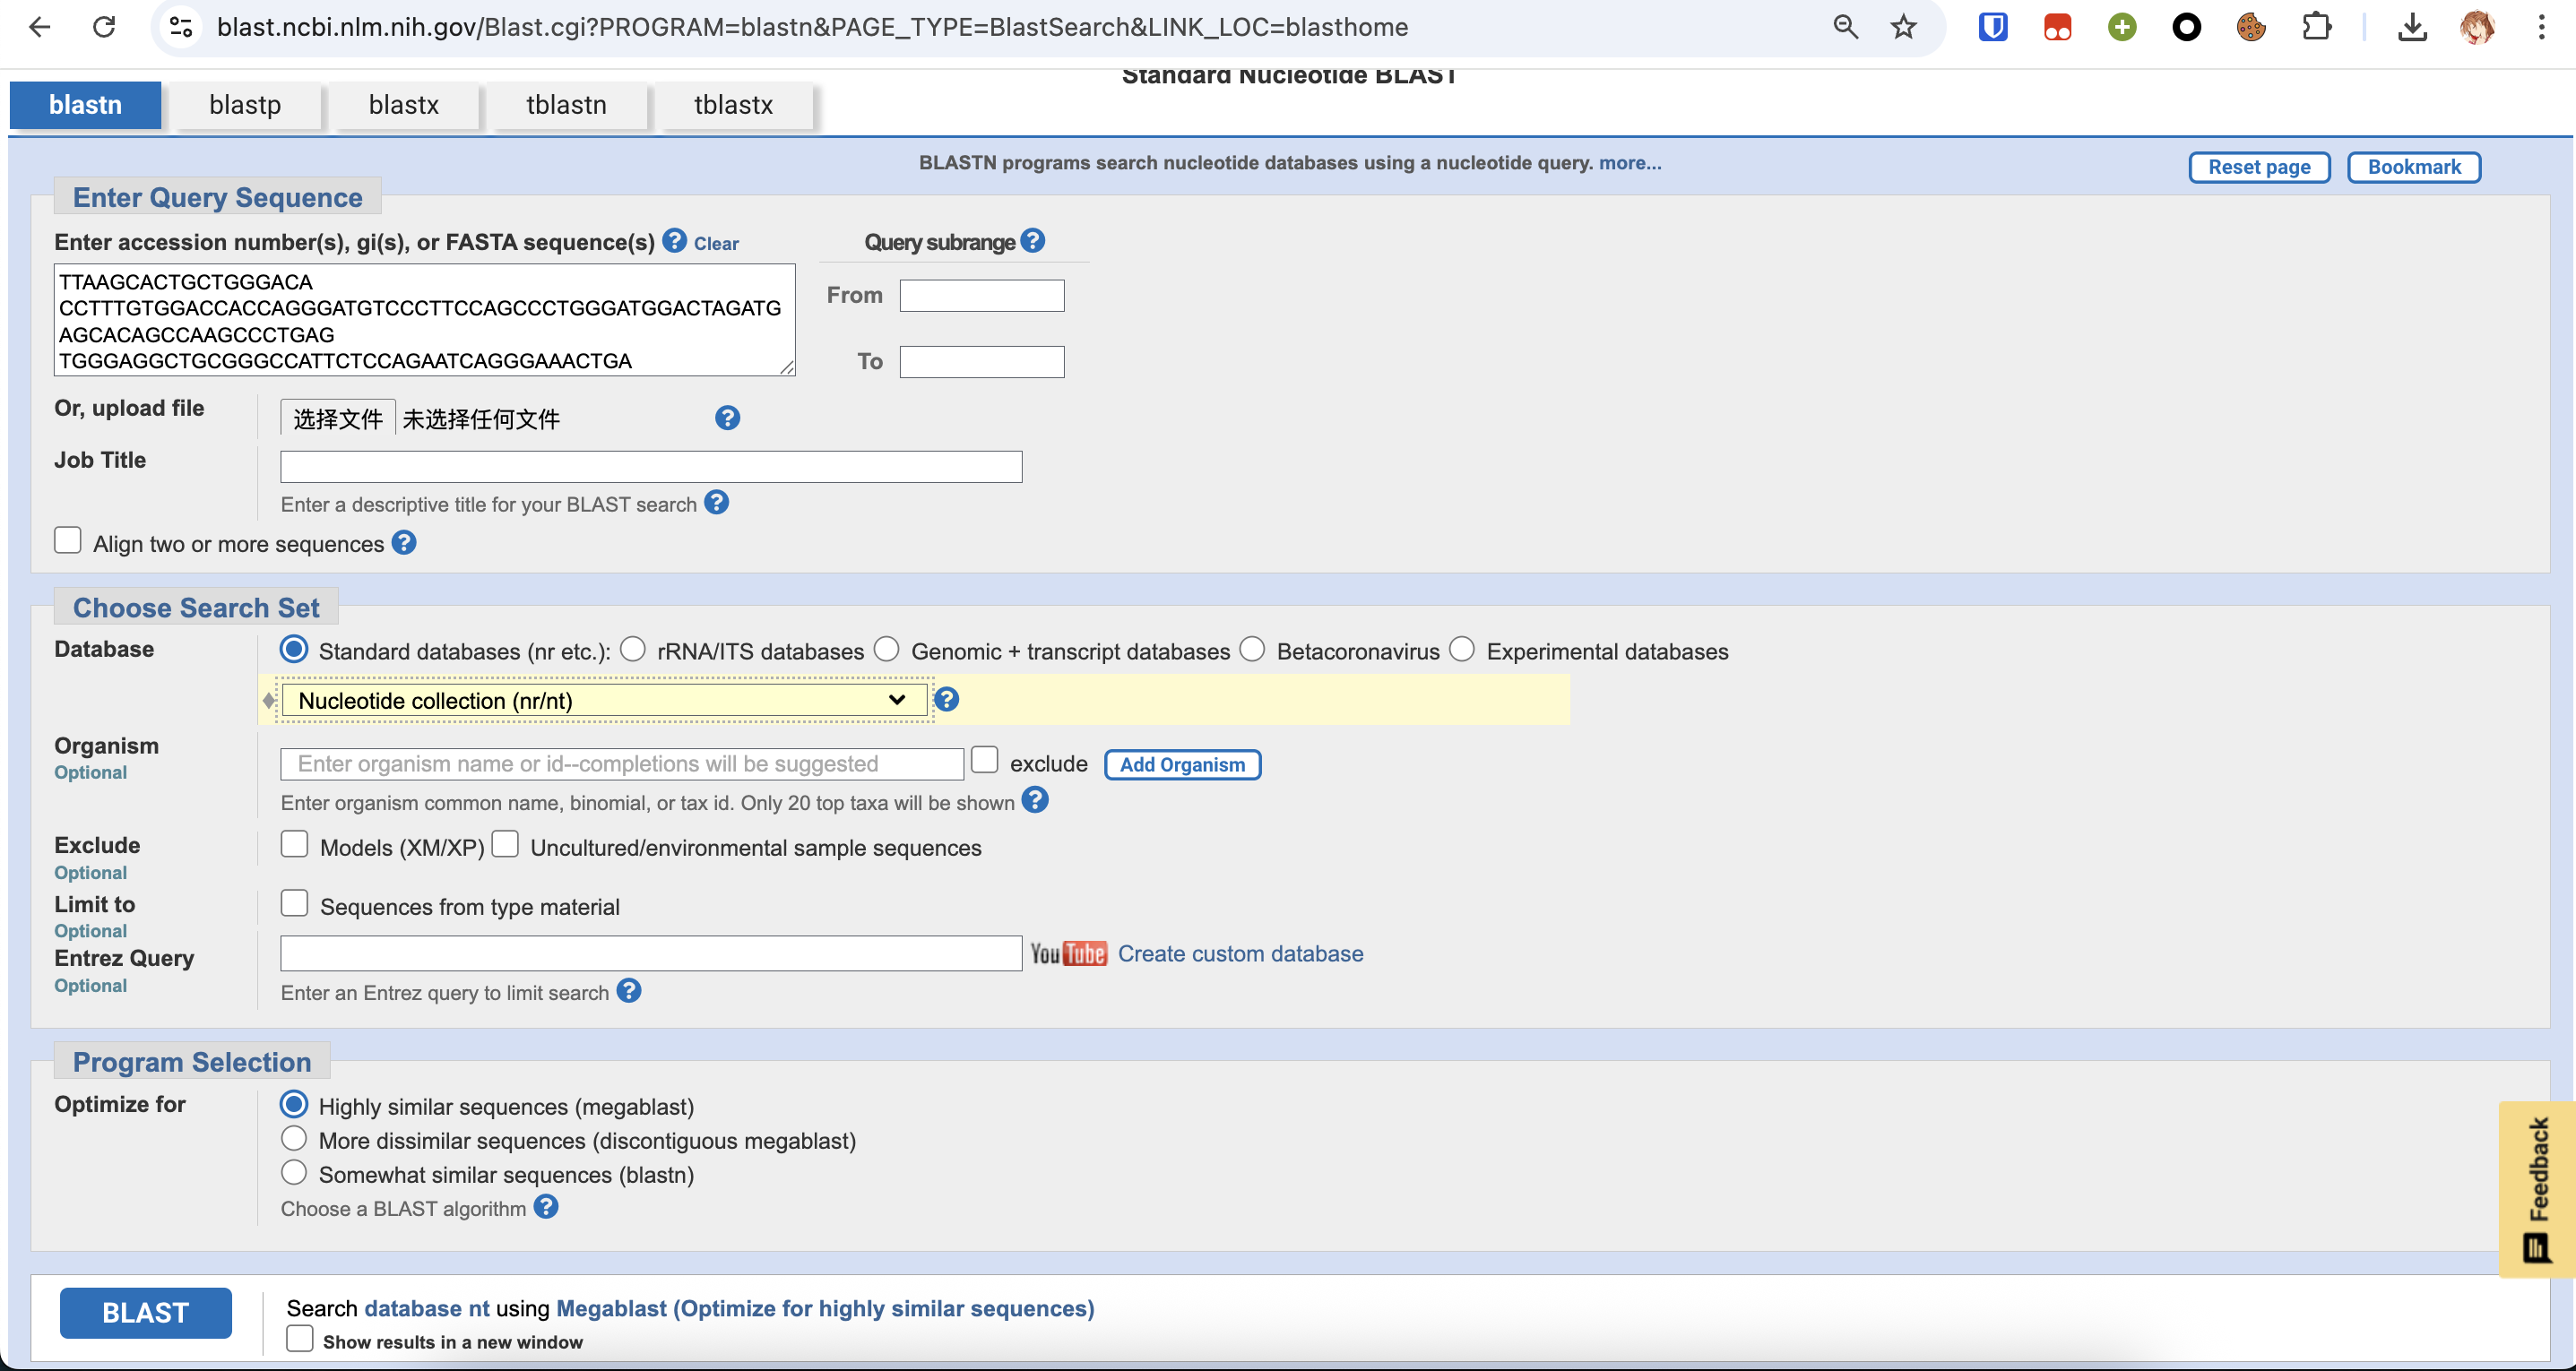 blast.ncbi.nlm.nih.gov/Blast.cgi?PROGRAM=blastn&PAGE_TYPE=BlastSearch&LINK_LOC=blasthome
Standard Nucleotide BLAST
blastn blastp blastx tblastn tblastx
BLASTN programs search nucleotide databases using a nucleotide query. more...
Reset page Bookmark
Enter Query Sequence
Enter accession number(s), gi(s), or FASTA sequence(s) ? Clear Query subrange ?
TTAAGCACTGCTGGGACA
CCTTTGTGGACCACCAGGGATGTCCCTTCCAGCCCTGGGATGGACTAGATG
AGCACAGCCAAGCCCTGAG
TGGGAGGCTGCGGGCCATTCTCCAGAATCAGGGAAACTGA
From
To
Or, upload file 选择文件 未选择任何文件 ?
Job Title
Enter a descriptive title for your BLAST search ?
Align two or more sequences ?
Choose Search Set
Database Standard databases (nr etc.): rRNA/ITS databases Genomic + transcript databases Betacoronavirus Experimental databases
Nucleotide collection (nr/nt) ?
Organism
Optional
Enter organism name or id--completions will be suggested exclude Add Organism
Enter organism common name, binomial, or tax id. Only 20 top taxa will be shown ?
Exclude
Optional
Models (XM/XP) Uncultured/environmental sample sequences
Limit to
Optional
Sequences from type material
Entrez Query
Optional
YouTube Create custom database
Enter an Entrez query to limit search ?
Program Selection
Optimize for Highly similar sequences (megablast)
More dissimilar sequences (discontiguous megablast)
Somewhat similar sequences (blastn)
Choose a BLAST algorithm ?
Feedback
BLAST Search database nt using Megablast (Optimize for highly similar sequences)
Show results in a new window